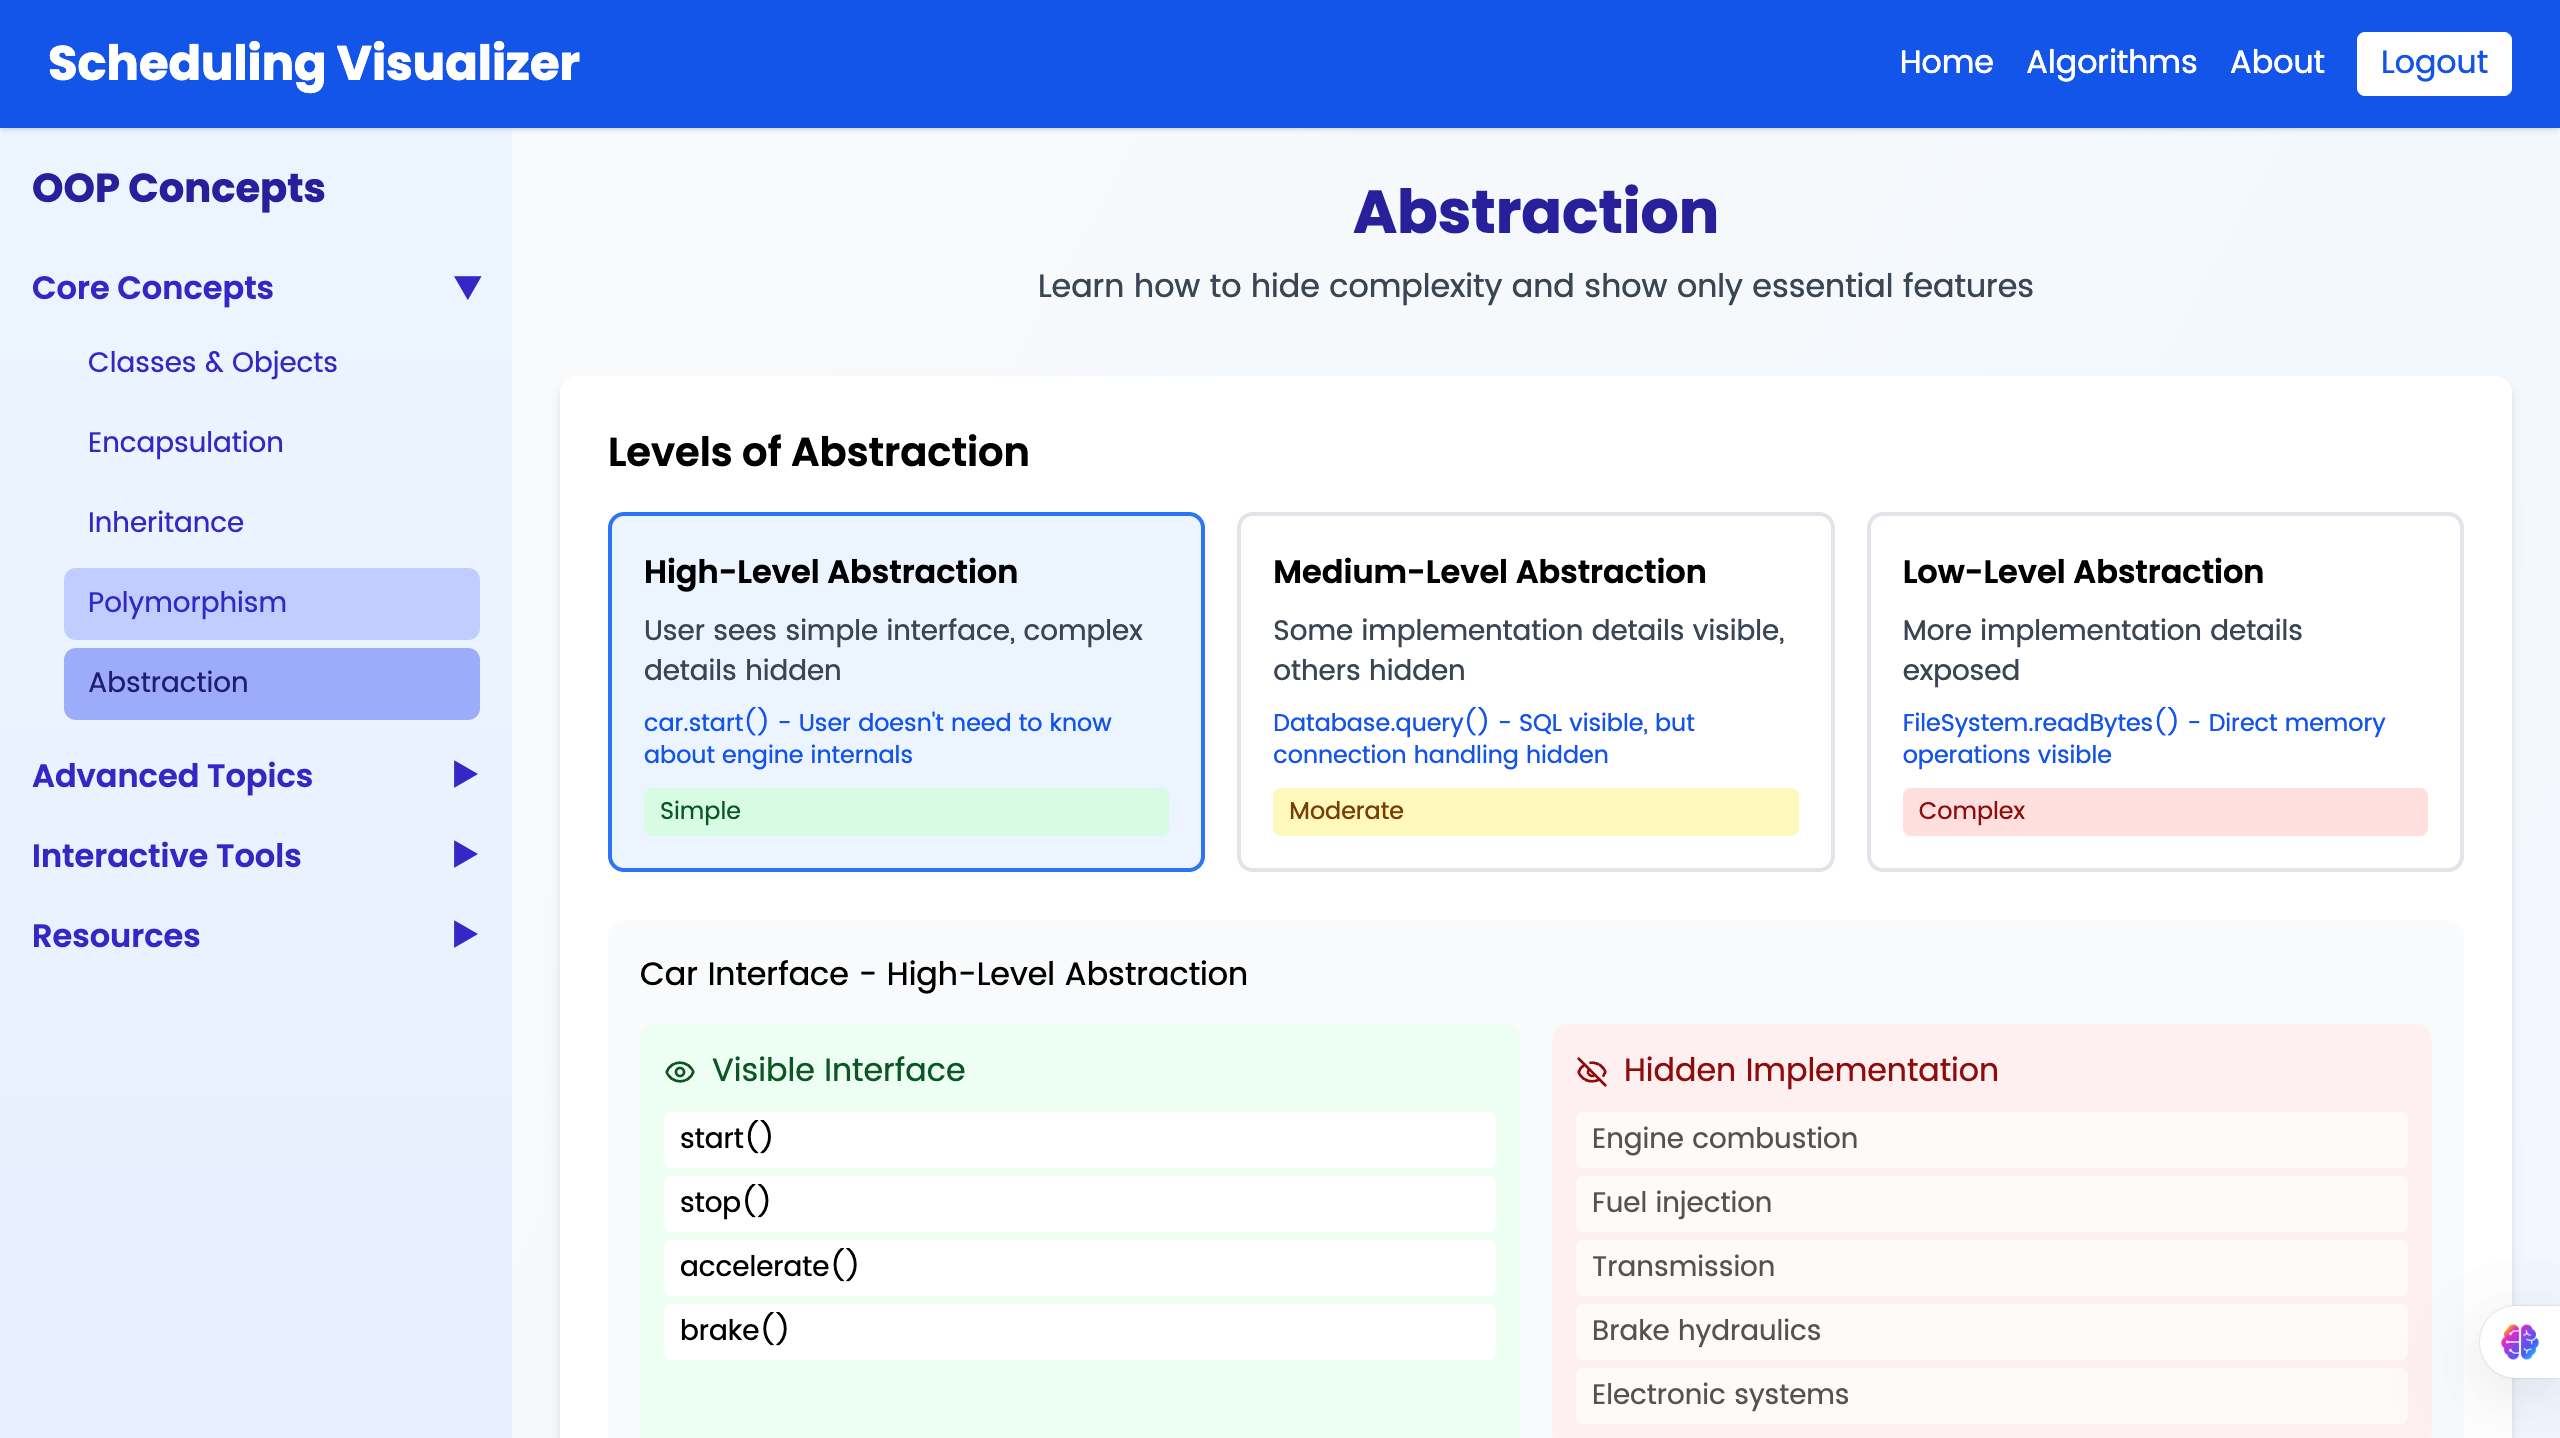 Scheduling Visualizer
Home
Algorithms
About
Logout
OOP Concepts
Core Concepts
Classes & Objects
Encapsulation
Inheritance
Polymorphism
Abstraction
Advanced Topics
Interactive Tools
Resources
Abstraction
Learn how to hide complexity and show only essential features
Levels of Abstraction
High-Level Abstraction
User sees simple interface, complex
details hidden
car.start() - User doesn't need to know
about engine internals
Simple
Medium-Level Abstraction
Some implementation details visible,
others hidden
Database.query() - SQL visible, but
connection handling hidden
Moderate
Low-Level Abstraction
More implementation details
exposed
FileSystem.readBytes() - Direct memory
operations visible
Complex
Car Interface - High-Level Abstraction
Visible Interface
start()
stop()
accelerate()
brake()
Hidden Implementation
Engine combustion
Fuel injection
Transmission
Brake hydraulics
Electronic systems